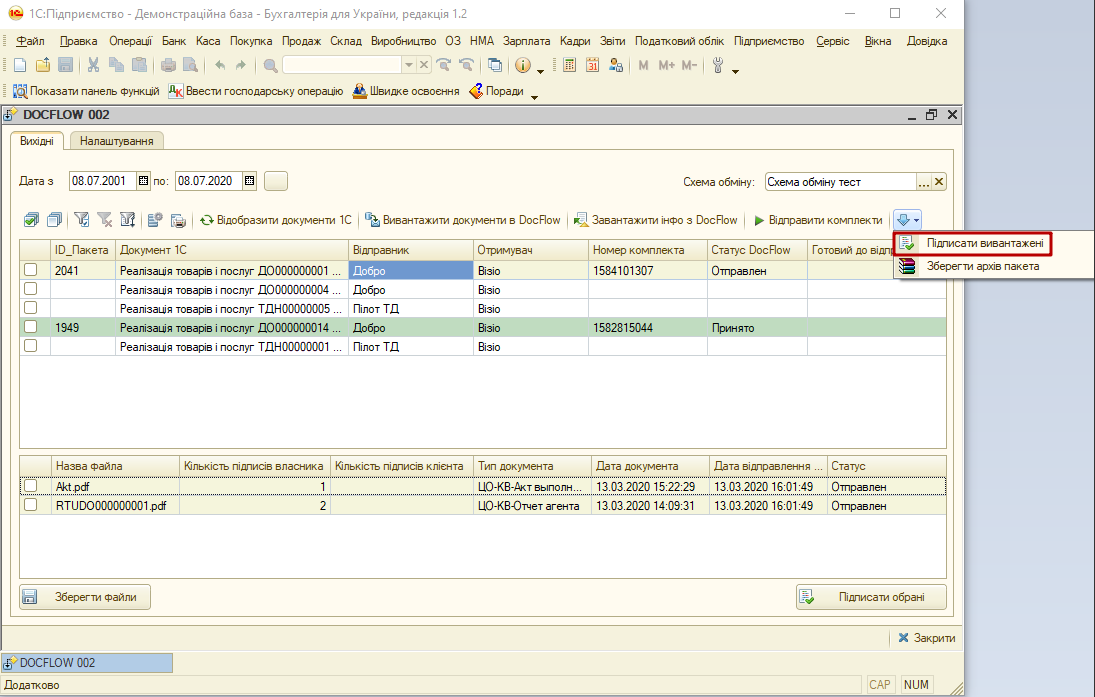 1С:Підприємство - Демонстраційна база - Бухгалтерія для України, редакція 1.2
Файл Правка Операції Банк Каса Покупка Продаж Склад Виробництво ОЗ НМА Зарплата Кадри Звіти Податковий облік Підприємство Сервіс Вікна Довідка
M M+ M-
Показати панель функцій Ввести господарську операцію Швидке освоєння Поради
DOCFLOW 002
Вихідні Налаштування
Дата з 08.07.2001 по: 08.07.2020 Схема обміну: Схема обміну тест
Відобразити документи 1С Вивантажити документи в DocFlow Завантажити інфо з DocFlow Відправити комплекти
Підписати вивантажені
Зберегти архів пакета
ID_Пакета Документ 1С Відправник Отримувач Номер комплекта Статус DocFlow Готовий до відпр
2041 Реалізація товарів і послуг ДО000000001 ... Добро Візіо 1584101307 Отправлен
Реалізація товарів і послуг ДО000000004 ... Добро Візіо
Реалізація товарів і послуг ТДН00000005 ... Пілот ТД Візіо
1949 Реалізація товарів і послуг ДО000000014 ... Добро Візіо 1582815044 Принято
Реалізація товарів і послуг ТДН00000001 ... Пілот ТД Візіо
Назва файла Кількість підписів власника Кількість підписів клієнта Тип документа Дата документа Дата відправлення ... Статус
Akt.pdf 1 ЦО-КВ-Акт выполн... 13.03.2020 15:22:29 13.03.2020 16:01:49 Отправлен
RTUDO000000001.pdf 2 ЦО-КВ-Отчет агента 13.03.2020 14:09:31 13.03.2020 16:01:49 Отправлен
Зберегти файли Підписати обрані
Закрити
DOCFLOW 002
Додатково CAP NUM